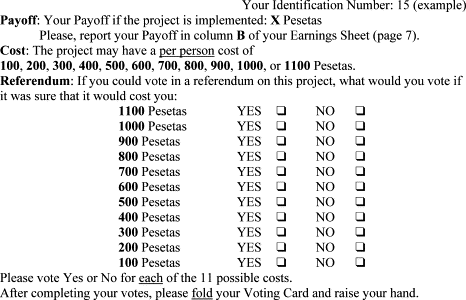 Your Identification Number: 15 (example)
Payoff: Your Payoff if the project is implemented: X Pesetas
Please, report your Payoff in column B of your Earnings Sheet (page 7).
Cost: The project may have a per person cost of
100, 200, 300, 400, 500, 600, 700, 800, 900, 1000, or 1100 Pesetas.
Referendum: If you could vote in a referendum on this project, what would you vote if
it was sure that it would cost you:
1100 Pesetas YES ❑ NO ❑
1000 Pesetas YES ❑ NO ❑
900 Pesetas YES ❑ NO ❑
800 Pesetas YES ❑ NO ❑
700 Pesetas YES ❑ NO ❑
600 Pesetas YES ❑ NO ❑
500 Pesetas YES ❑ NO ❑
400 Pesetas YES ❑ NO ❑
300 Pesetas YES ❑ NO ❑
200 Pesetas YES ❑ NO ❑
100 Pesetas YES ❑ NO ❑
Please vote Yes or No for each of the 11 possible costs.
After completing your votes, please fold your Voting Card and raise your hand.